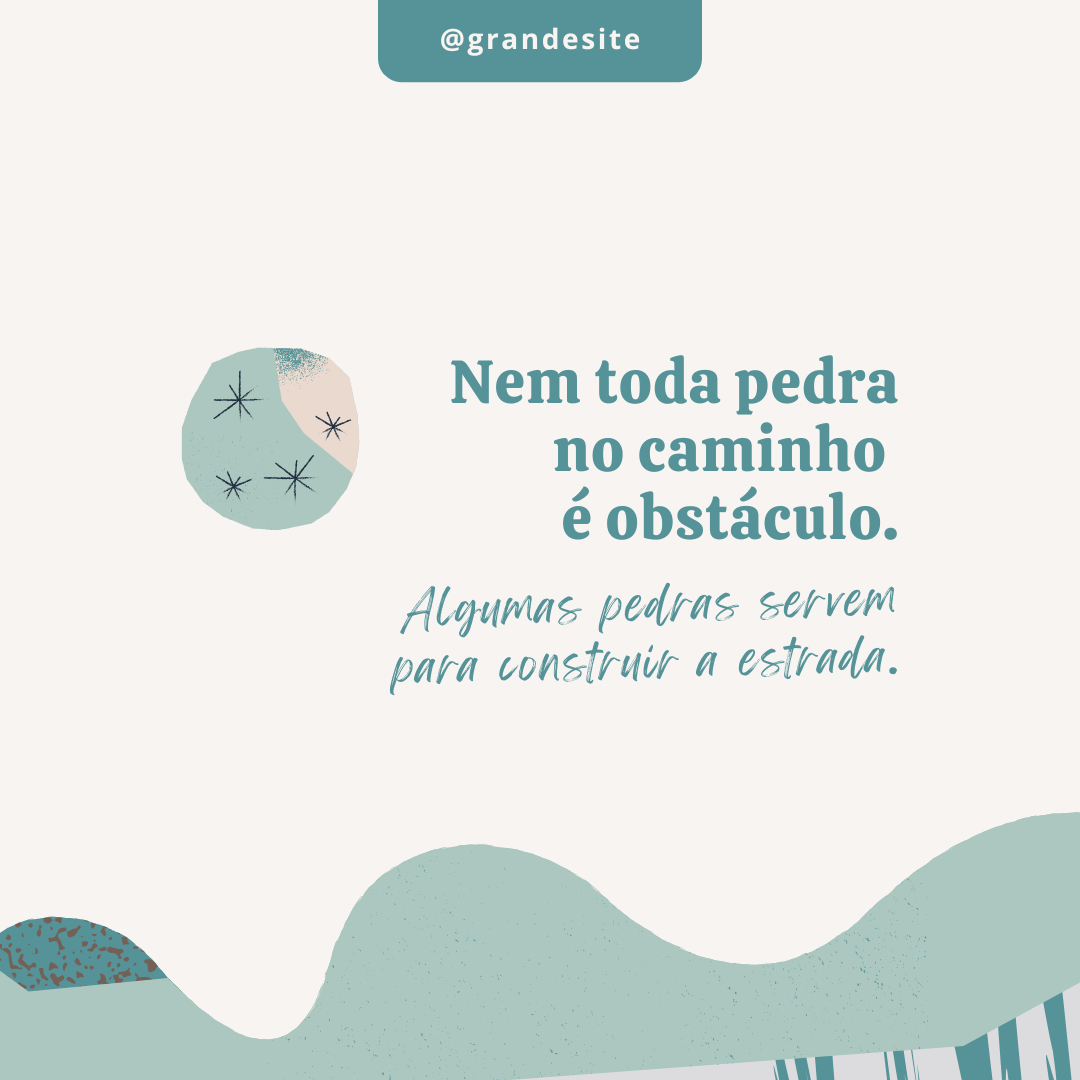 @grandesite
Nem toda pedra
no caminho
é obstáculo.
Algumas pedras servem
para construir a estrada.